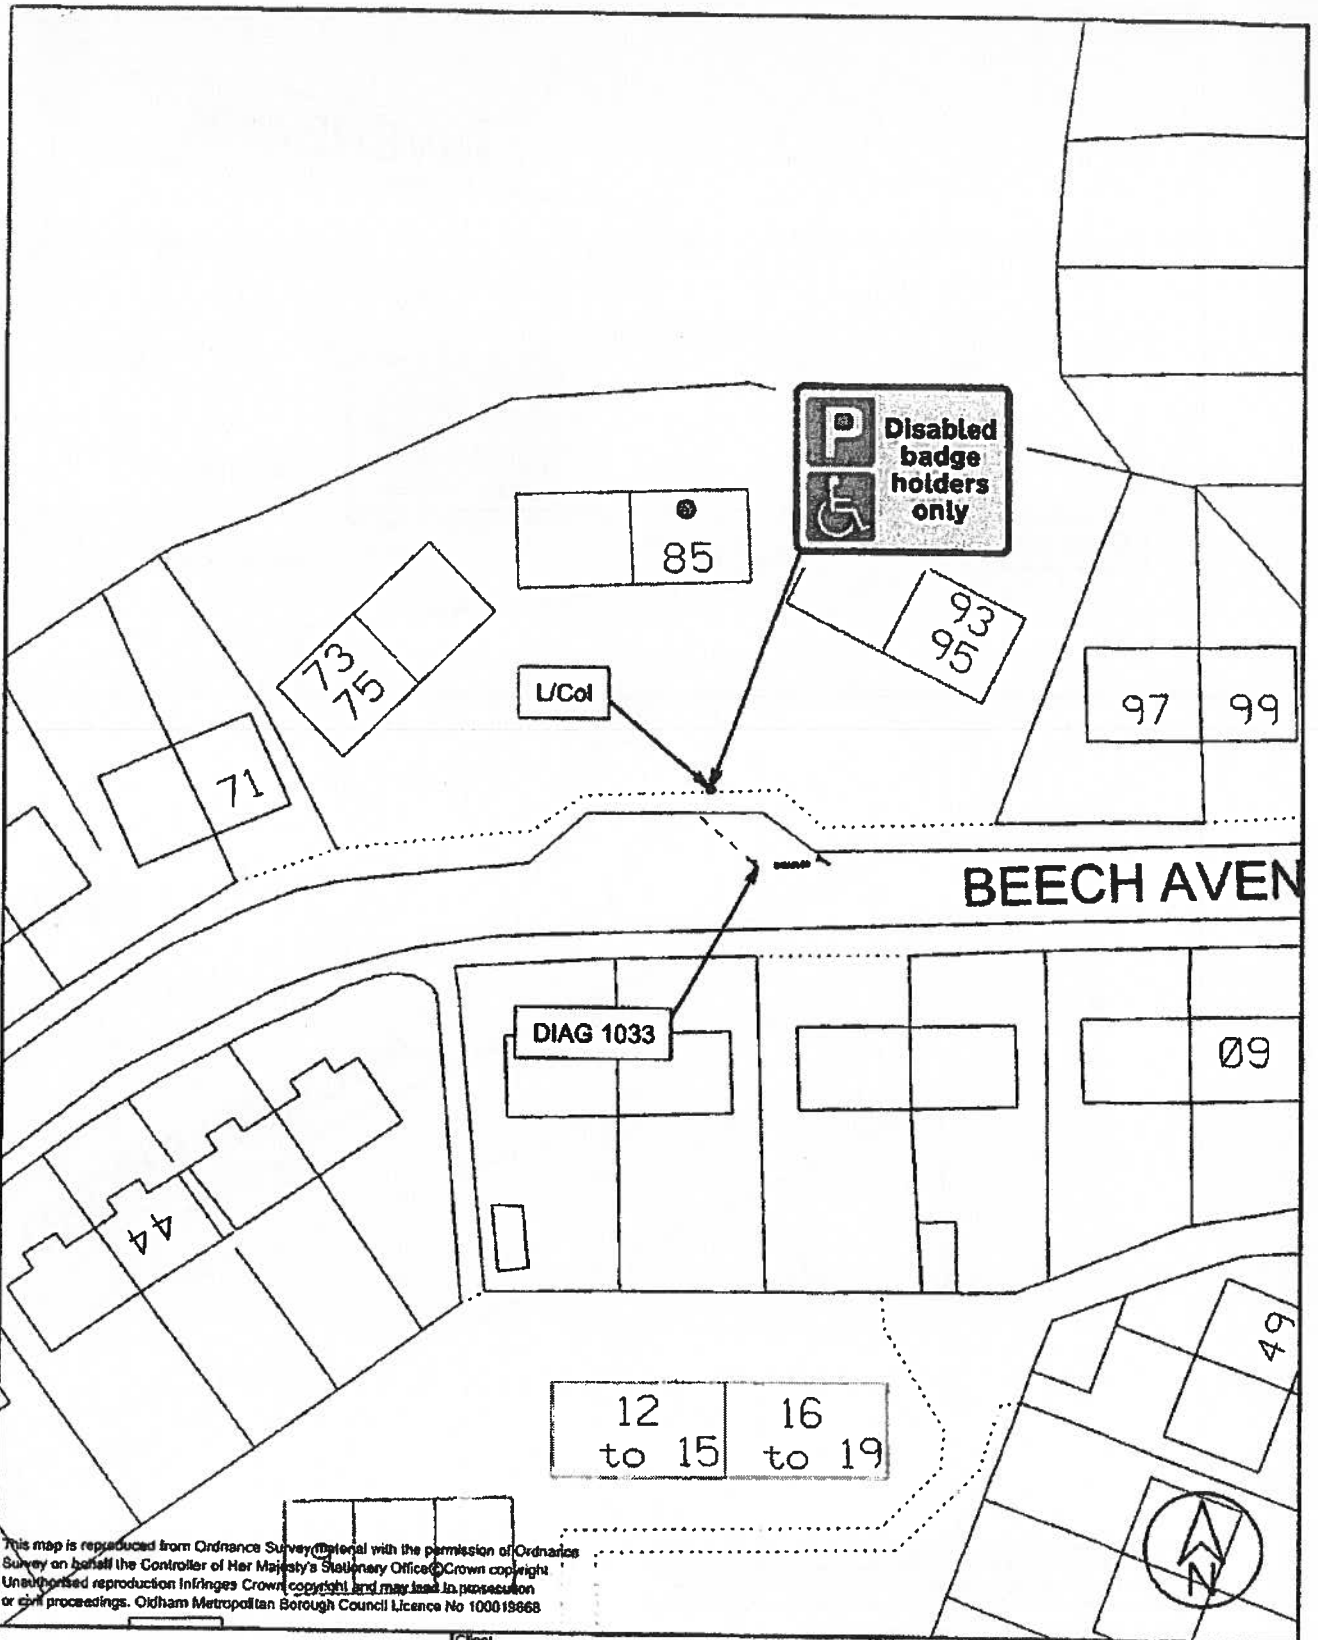 P Disabled
badge
holders
only
85
93
95
73
75
L/Col
97
99
71
BEECH AVEN
DIAG 1033
09
44
49
12
to 15
16
to 19
This map is reproduced from Ordnance Survey material with the permission of Ordnance
Survey on behalf the Controller of Her Majesty's Stationery Office © Crown copyright
Unauthorised reproduction infringes Crown copyright and may lead to prosecution
or civil proceedings. Oldham Metropolitan Borough Council Licence No 100019668
N